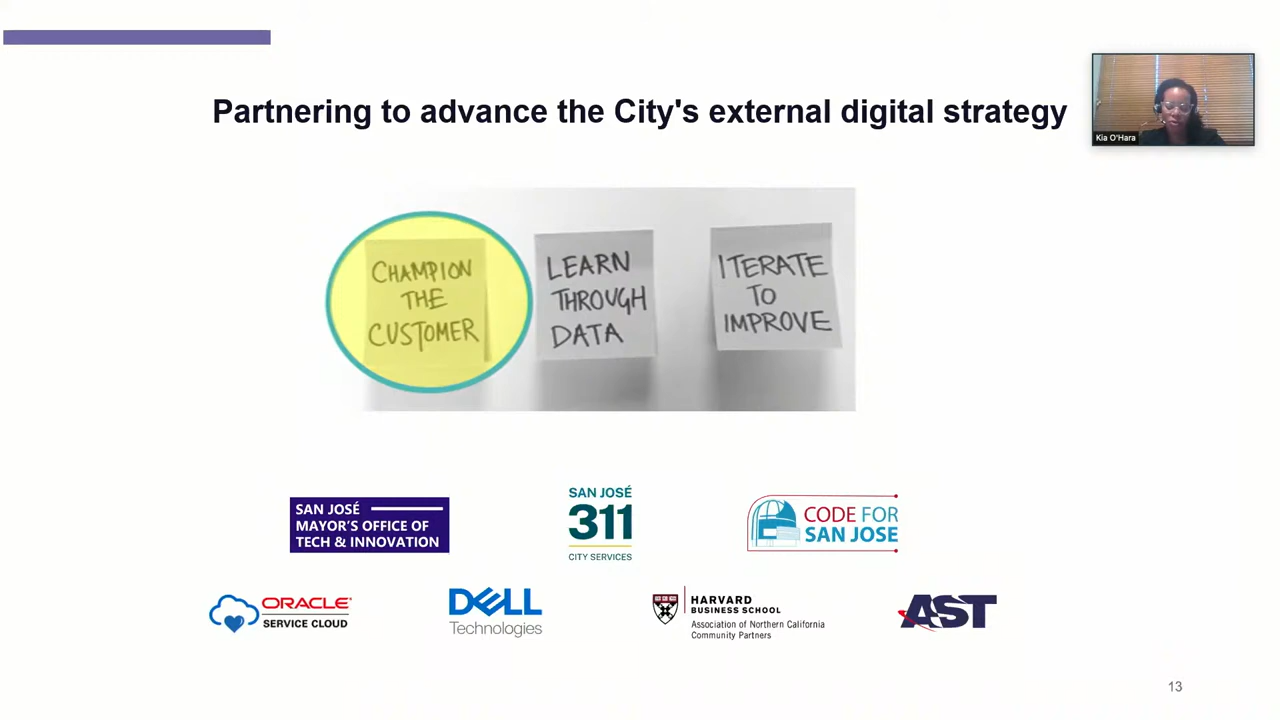 Partnering to advance the City's external digital strategy
Kia O'Hara
CHAMPION
THE
CUSTOMER
LEARN
THROUGH
DATA
ITERATE
TO
IMPROVE
SAN JOSÉ
MAYOR'S OFFICE OF
TECH & INNOVATION
SAN JOSÉ
311
CITY SERVICES
CODE FOR
SAN JOSE
ORACLE
SERVICE CLOUD
DELL
Technologies
HARVARD
BUSINESS SCHOOL
Association of Northern California
Community Partners
AST
13